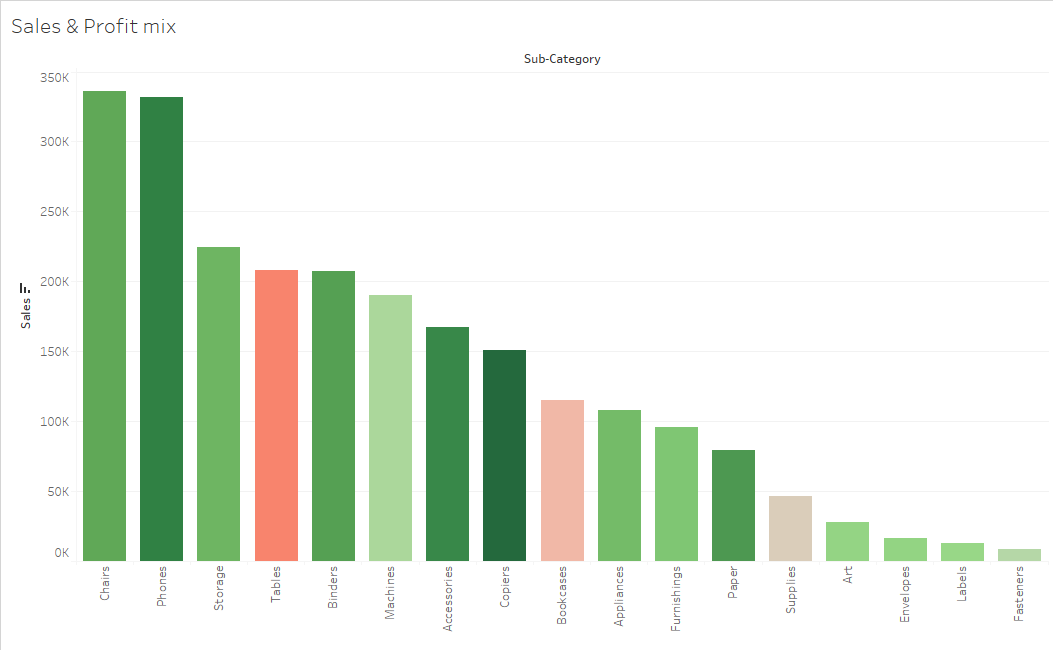 Sales & Profit mix
Sub-Category
350K
300K
250K
200K
150K
100K
50K
0K
Sales
Chairs
Phones
Storage
Tables
Binders
Machines
Accessories
Copiers
Bookcases
Appliances
Furnishings
Paper
Supplies
Art
Envelopes
Labels
Fasteners